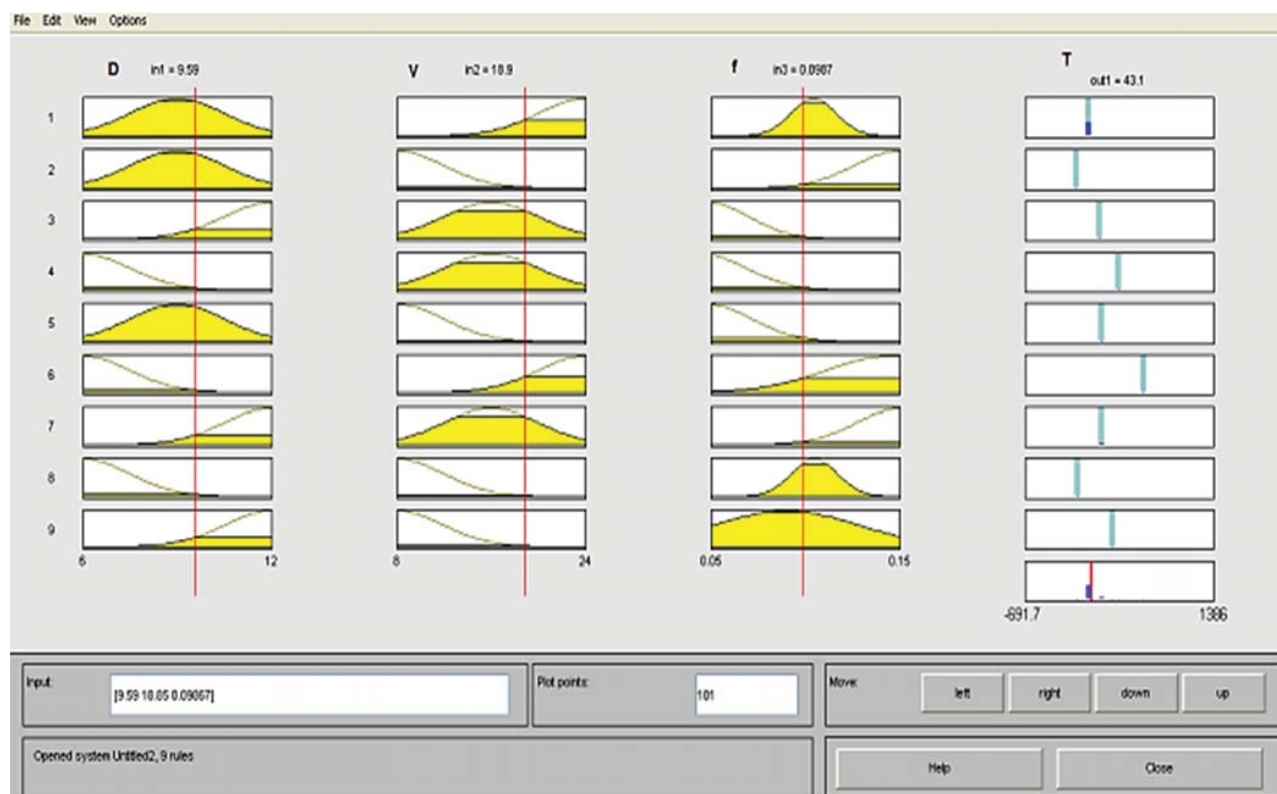 File Edit View Options
D in1 = 9.59
V in2 = 18.9
f in3 = 0.0987
T
out1 = 43.1
1
2
3
4
5
6
7
8
9
6 12
8 24
0.05 0.15
-691.7 1386
Input: [9.59 18.85 0.09867]
Plot points: 101
Move: left right down up
Opened system Untitled2, 9 rules
Help Close